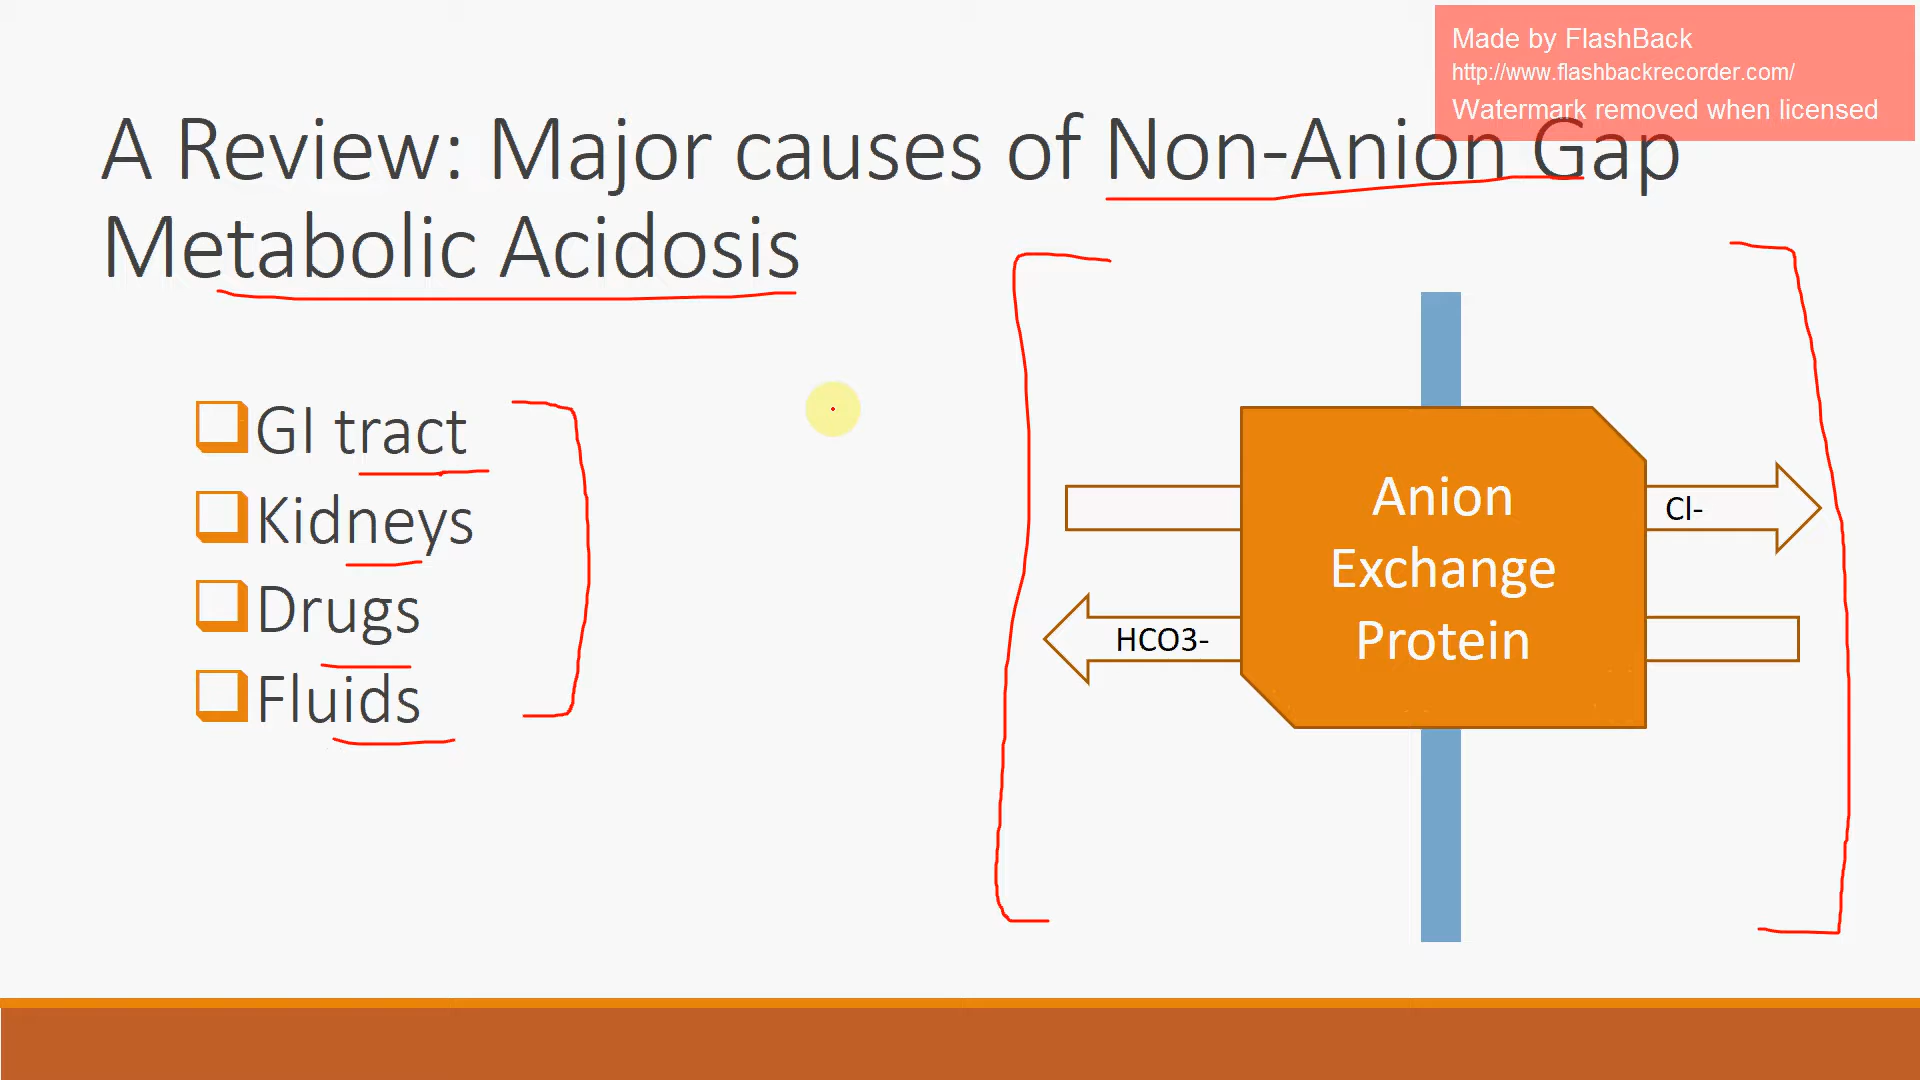 Made by FlashBack
http://www.flashbackrecorder.com/
Watermark removed when licensed
A Review: Major causes of Non-Anion Gap
Metabolic Acidosis
GI tract
Kidneys
Drugs
Fluids
Anion
Exchange
Protein
Cl-
HCO3-